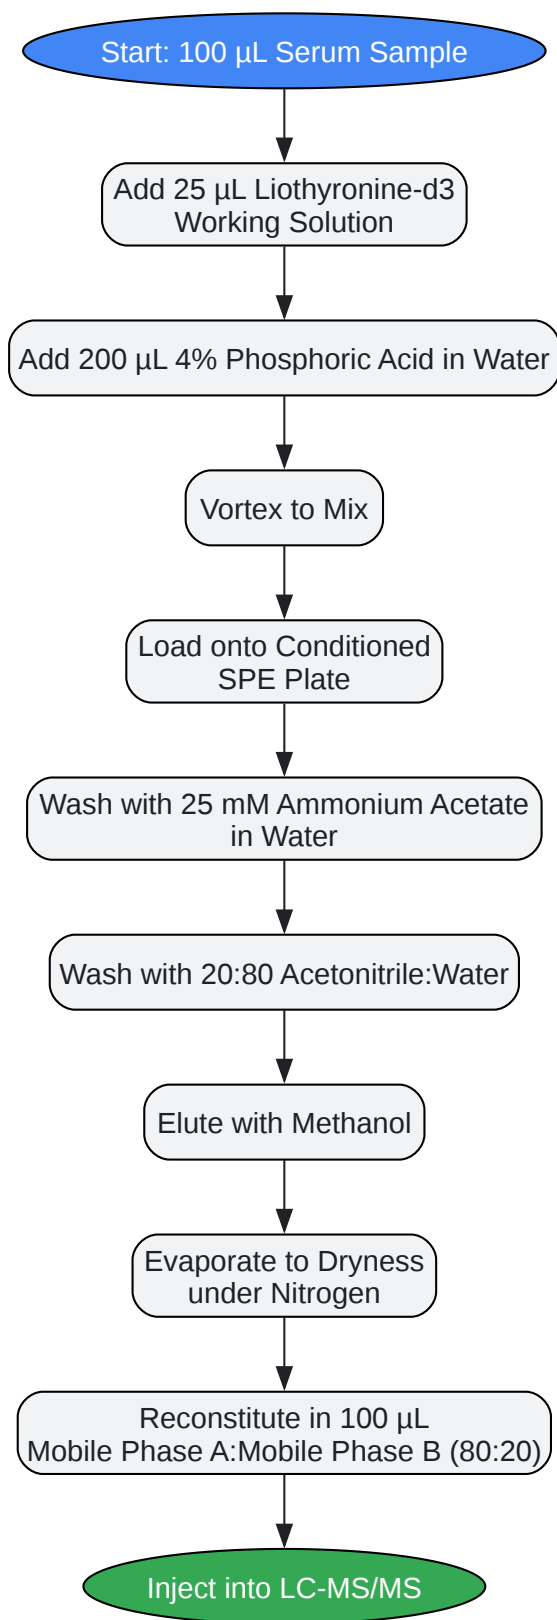 Start: 100 µL Serum Sample
Add 25 µL Liothyronine-d3
Working Solution
Add 200 µL 4% Phosphoric Acid in Water
Vortex to Mix
Load onto Conditioned
SPE Plate
Wash with 25 mM Ammonium Acetate
in Water
Wash with 20:80 Acetonitrile:Water
Elute with Methanol
Evaporate to Dryness
under Nitrogen
Reconstitute in 100 µL
Mobile Phase A:Mobile Phase B (80:20)
Inject into LC-MS/MS